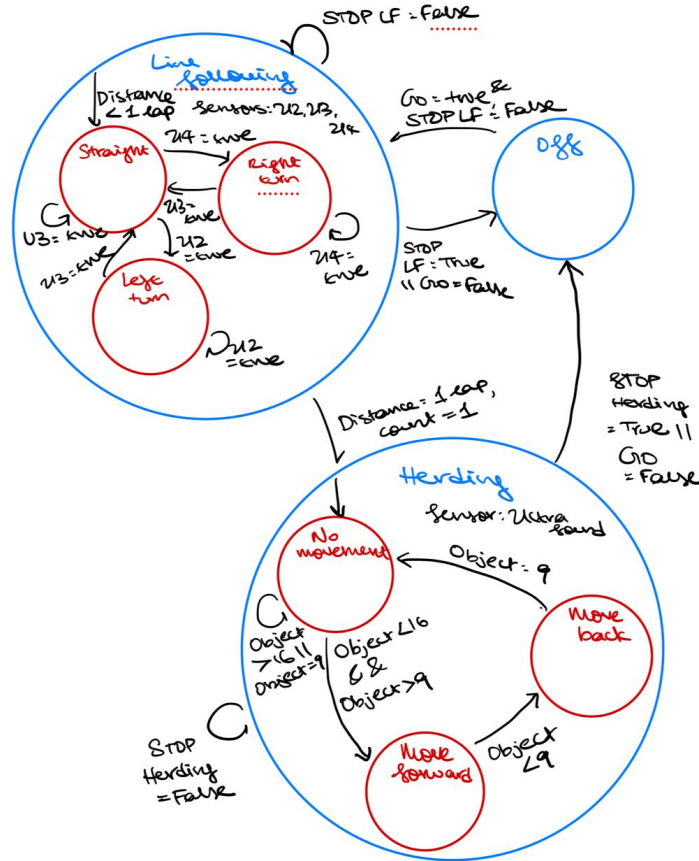 STOP LF = False
Line
following
Distance
< 1 lap
Sensors: U2, U3,
U4
Go = true &
STOP LF = False
Off
Straight
U4 = true
Right
turn
U3 =
true
U3 = true
U2
= true
U3 = true
U4 =
true
Left
turn
U2
= true
STOP
LF = True
|| Go = False
Distance = 1 lap,
count = 1
STOP
Herding
= True ||
GO
= False
Herding
Sensor: Ultra
sound
No
movement
Object = 9
Object
> 16 ||
Object = 9
Object < 16
& &
Object > 9
Move
back
STOP
Herding
= False
Move
forward
Object
< 9